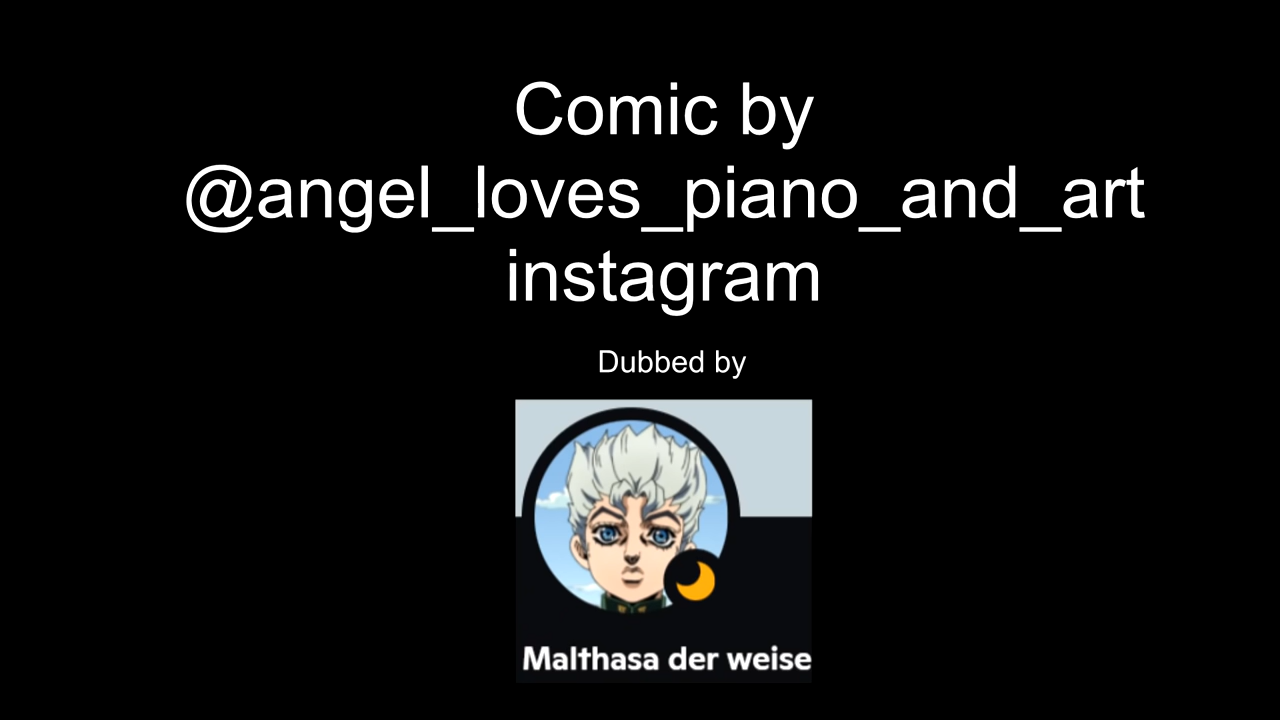 Comic by
@angel_loves_piano_and_art
instagram
Dubbed by
Malthasa der weise